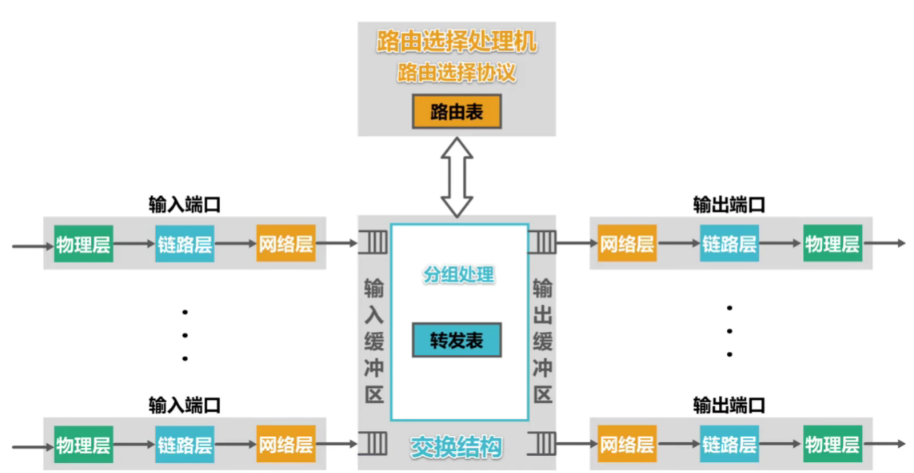 路由选择处理机
路由选择协议
路由表
输入端口
输出端口
物理层
链路层
网络层
网络层
链路层
物理层
分组处理
输入缓冲区
输出缓冲区
转发表
输入端口
输出端口
物理层
链路层
网络层
交换结构
网络层
链路层
物理层